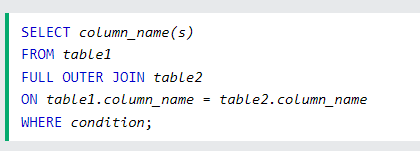 SELECT column_name(s)
FROM table1
FULL OUTER JOIN table2
ON table1.column_name = table2.column_name
WHERE condition;